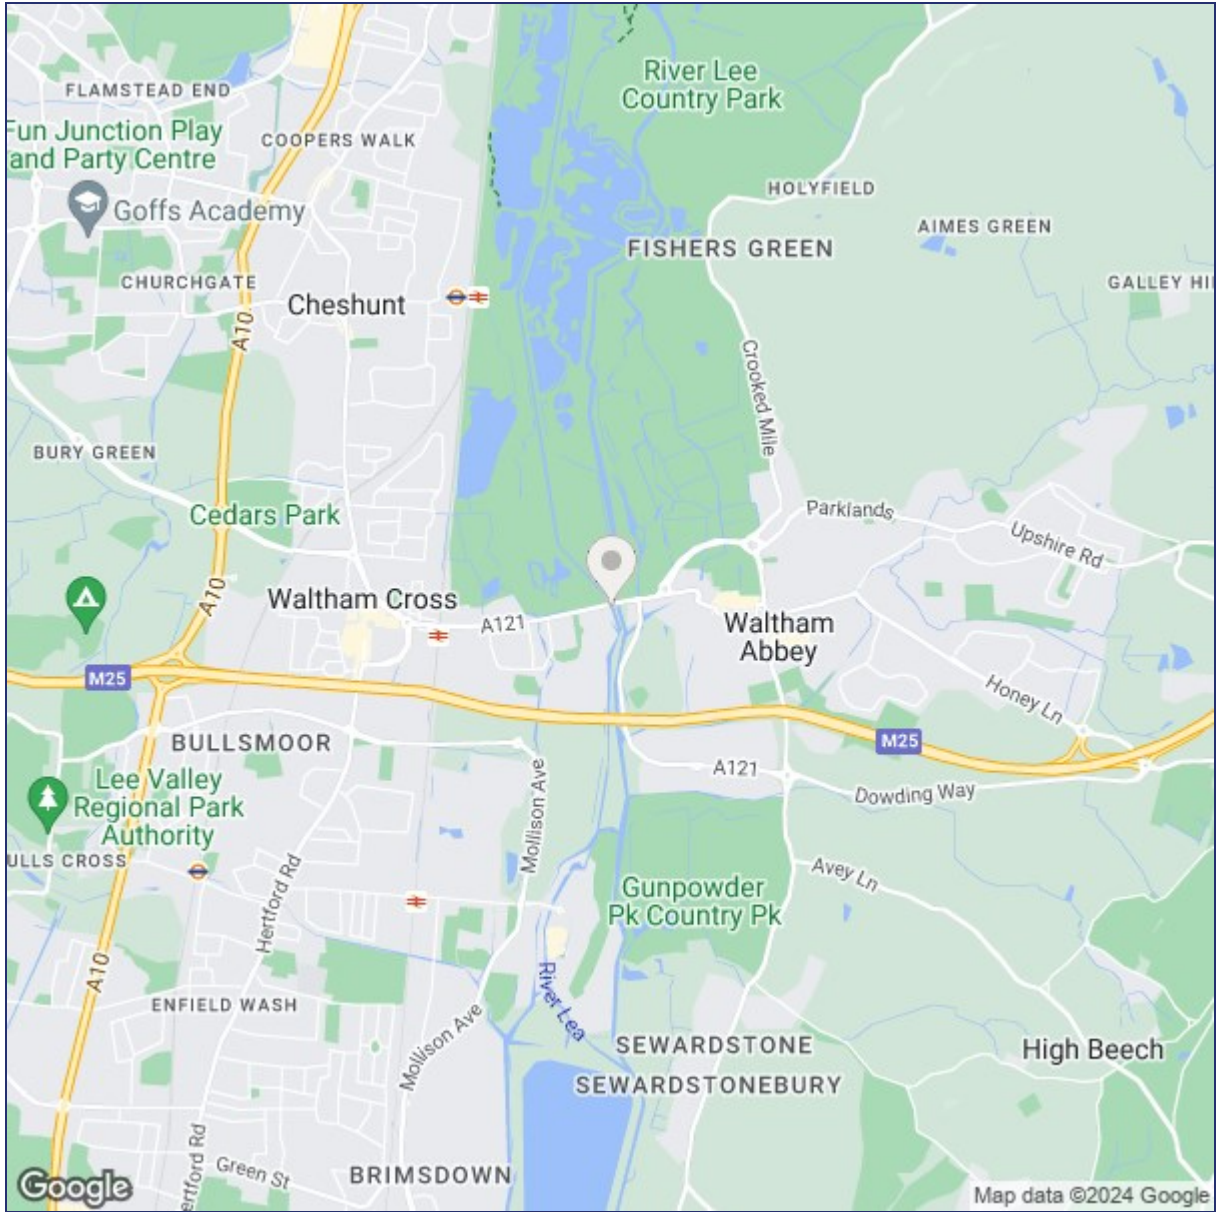 River Lee
Country Park
FLAMSTEAD END
Fun Junction Play
and Party Centre
COOPERS WALK
HOLYFIELD
Goffs Academy
AIMES GREEN
FISHERS GREEN
CHURCHGATE
GALLEY HI
Cheshunt
A10
Crooked Mile
BURY GREEN
Cedars Park
Parklands
Upshire Rd
A10
Waltham Cross
A121
Waltham
Abbey
M25
Honey Ln
BULLSMOOR
M25
A121
Lee Valley
Regional Park
Authority
Mollison Ave
Dowding Way
ULLS CROSS
Hertford Rd
Avey Ln
Gunpowder
Pk Country Pk
A10
River Lea
ENFIELD WASH
Mollison Ave
SEWARDSTONE
High Beech
SEWARDSTONEBURY
ertford Rd
Green St
BRIMSDOWN
Google
Map data ©2024 Google